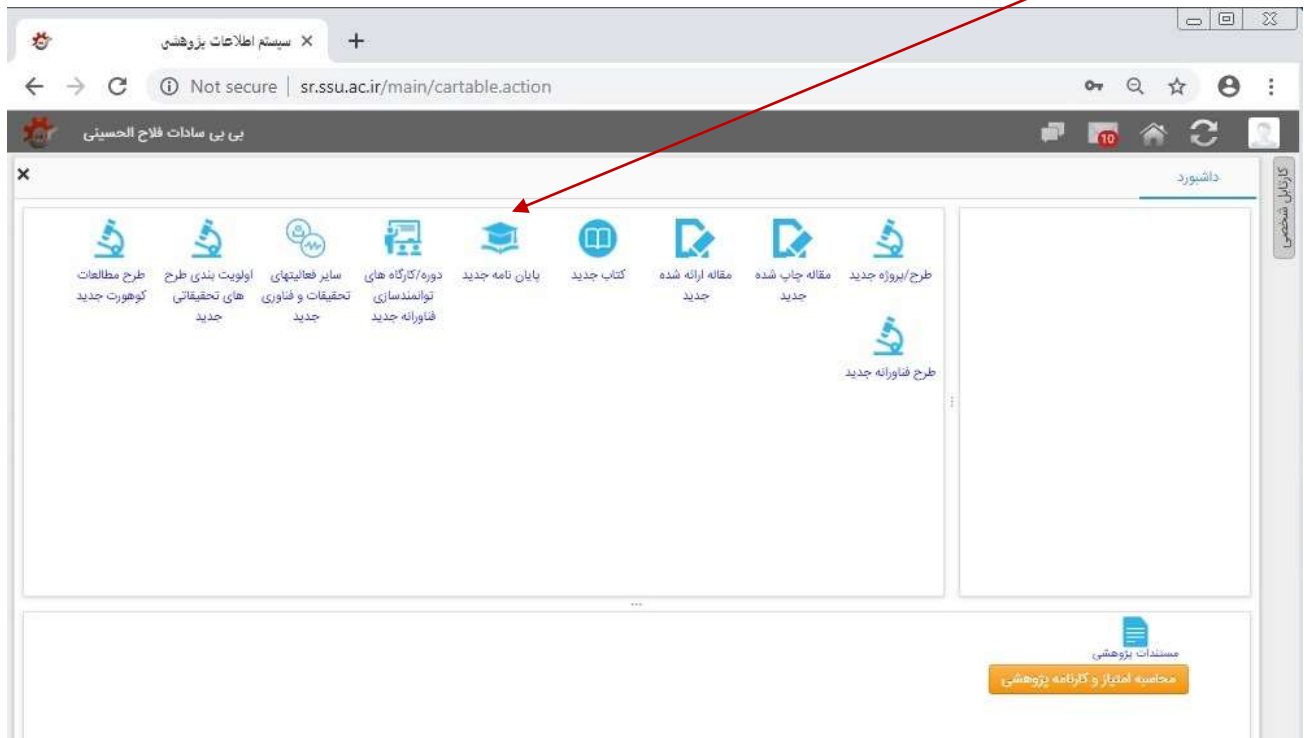 سیستم اطلاعات پژوهشی
Not secure | sr.ssu.ac.ir/main/cartable.action
بی بی سادات فلاح الحسینی
10
داشبورد
کارتابل شخصی
طرح/پروژه جدید
مقاله چاپ شده
جدید
مقاله ارائه شده
جدید
کتاب جدید
پایان نامه جدید
دوره/کارگاه های
توانمندسازی
فناورانه جدید
سایر فعالیتهای
تحقیقات و فناوری
جدید
اولویت بندی طرح
های تحقیقاتی
جدید
طرح مطالعات
کوهورت جدید
طرح فناورانه جدید
مستندات پژوهشی
محاسبه امتیاز و کارنامه پژوهشی